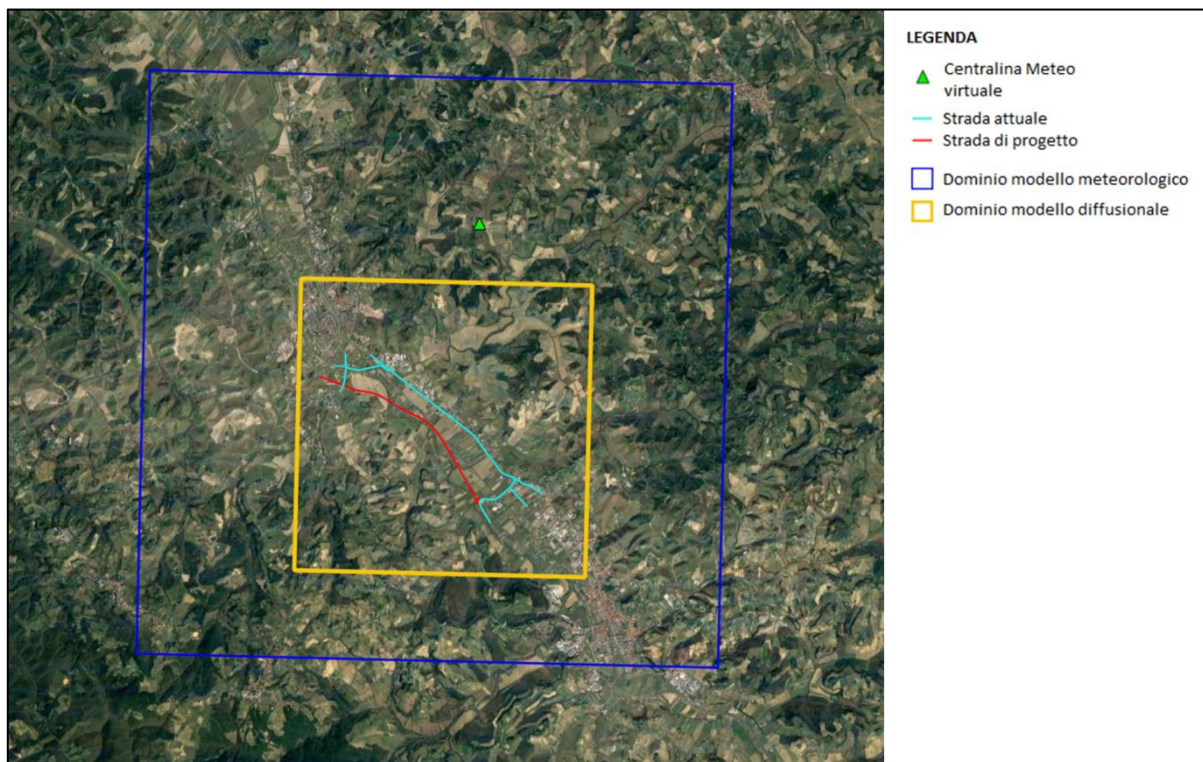 LEGENDA
Centralina Meteo
virtuale
Strada attuale
Strada di progetto
Dominio modello meteorologico
Dominio modello diffusionale